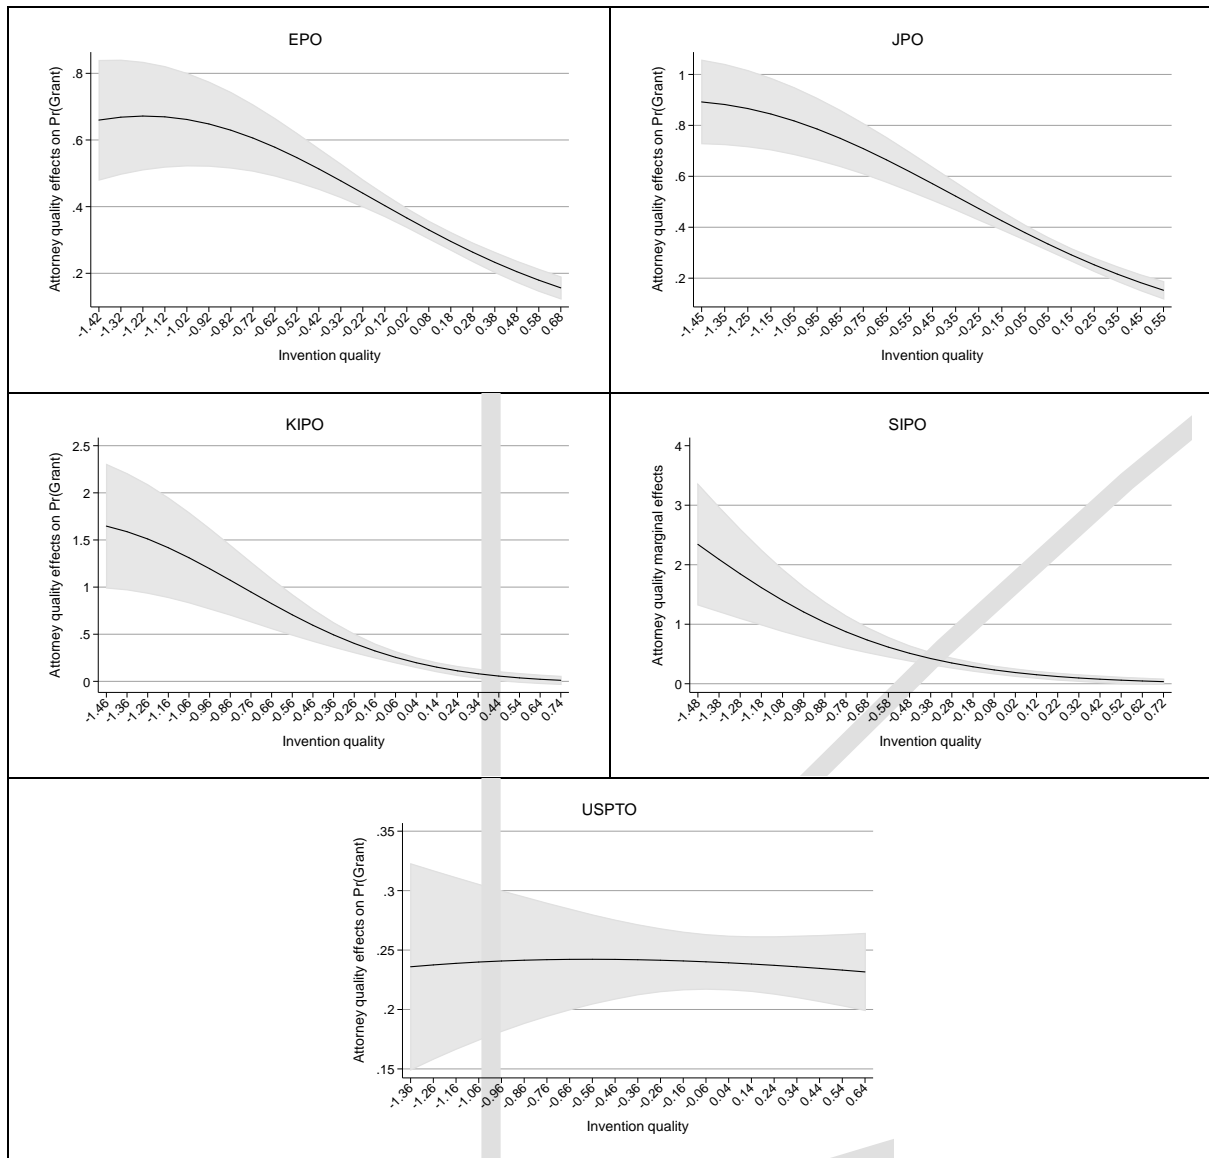 EPO
Attorney quality effects on Pr(Grant)
.8
.6
.4
.2
-1.42 -1.32 -1.22 -1.12 -1.02 -0.92 -0.82 -0.72 -0.62 -0.52 -0.42 -0.32 -0.22 -0.12 -0.02 0.08 0.18 0.28 0.38 0.48 0.58 0.68
Invention quality
JPO
Attorney quality effects on Pr(Grant)
1
.8
.6
.4
.2
-1.45 -1.35 -1.25 -1.15 -1.05 -0.95 -0.85 -0.75 -0.65 -0.55 -0.45 -0.35 -0.25 -0.15 -0.05 0.05 0.15 0.25 0.35 0.45 0.55
Invention quality
KIPO
Attorney quality effects on Pr(Grant)
2.5
2
1.5
1
.5
0
-1.46 -1.36 -1.26 -1.16 -1.06 -0.96 -0.86 -0.76 -0.66 -0.56 -0.46 -0.36 -0.26 -0.16 -0.06 0.04 0.14 0.24 0.34 0.44 0.54 0.64 0.74
Invention quality
SIPO
Attorney quality marginal effects
4
3
2
1
0
-1.48 -1.38 -1.28 -1.18 -1.08 -0.98 -0.88 -0.78 -0.68 -0.58 -0.48 -0.38 -0.28 -0.18 -0.08 0.02 0.12 0.22 0.32 0.42 0.52 0.62 0.72
Invention quality
USPTO
Attorney quality effects on Pr(Grant)
.35
.3
.25
.2
.15
-1.36 -1.26 -1.16 -1.06 -0.96 -0.86 -0.76 -0.66 -0.56 -0.46 -0.36 -0.26 -0.16 -0.06 0.04 0.14 0.24 0.34 0.44 0.54 0.64
Invention quality